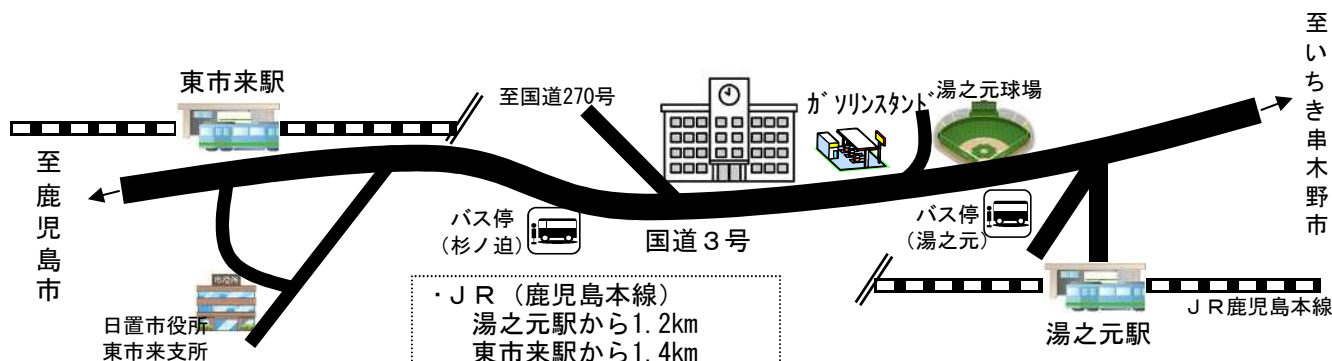 至いちき串木野市
東市来駅
至国道270号
ガソリンスタンド
湯之元球場
至鹿児島市
バス停
（杉ノ迫）
国道３号
バス停
（湯之元）
市役所
日置市役所
東市来支所
・ＪＲ（鹿児島本線）
湯之元駅から1.2km
東市来駅から1.4km
ＪＲ鹿児島本線
湯之元駅